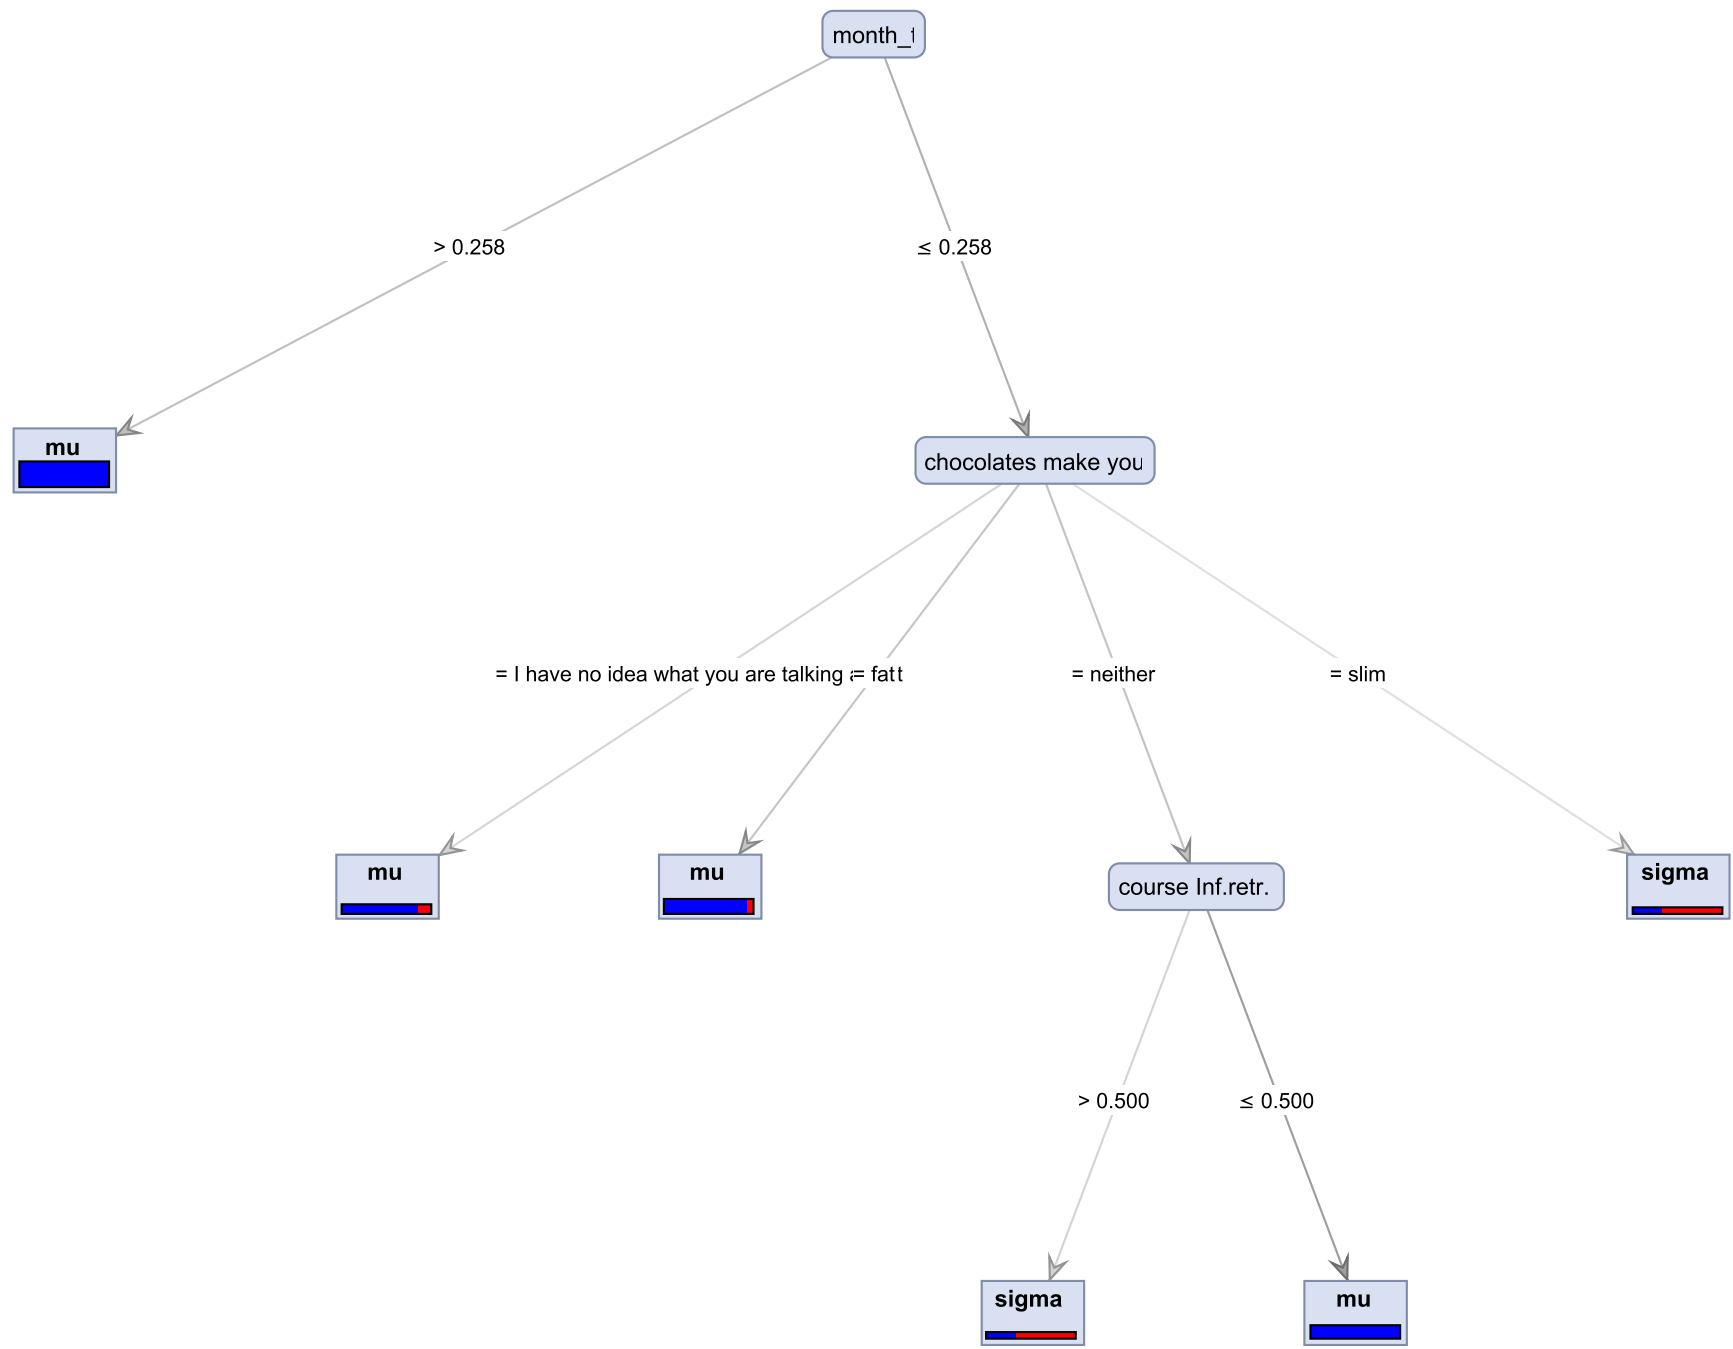 month_t
> 0.258
≤ 0.258
mu
chocolates make you
= I have no idea what you are talking
= fat
= neither
= slim
mu
mu
course Inf.retr.
sigma
> 0.500
≤ 0.500
sigma
mu